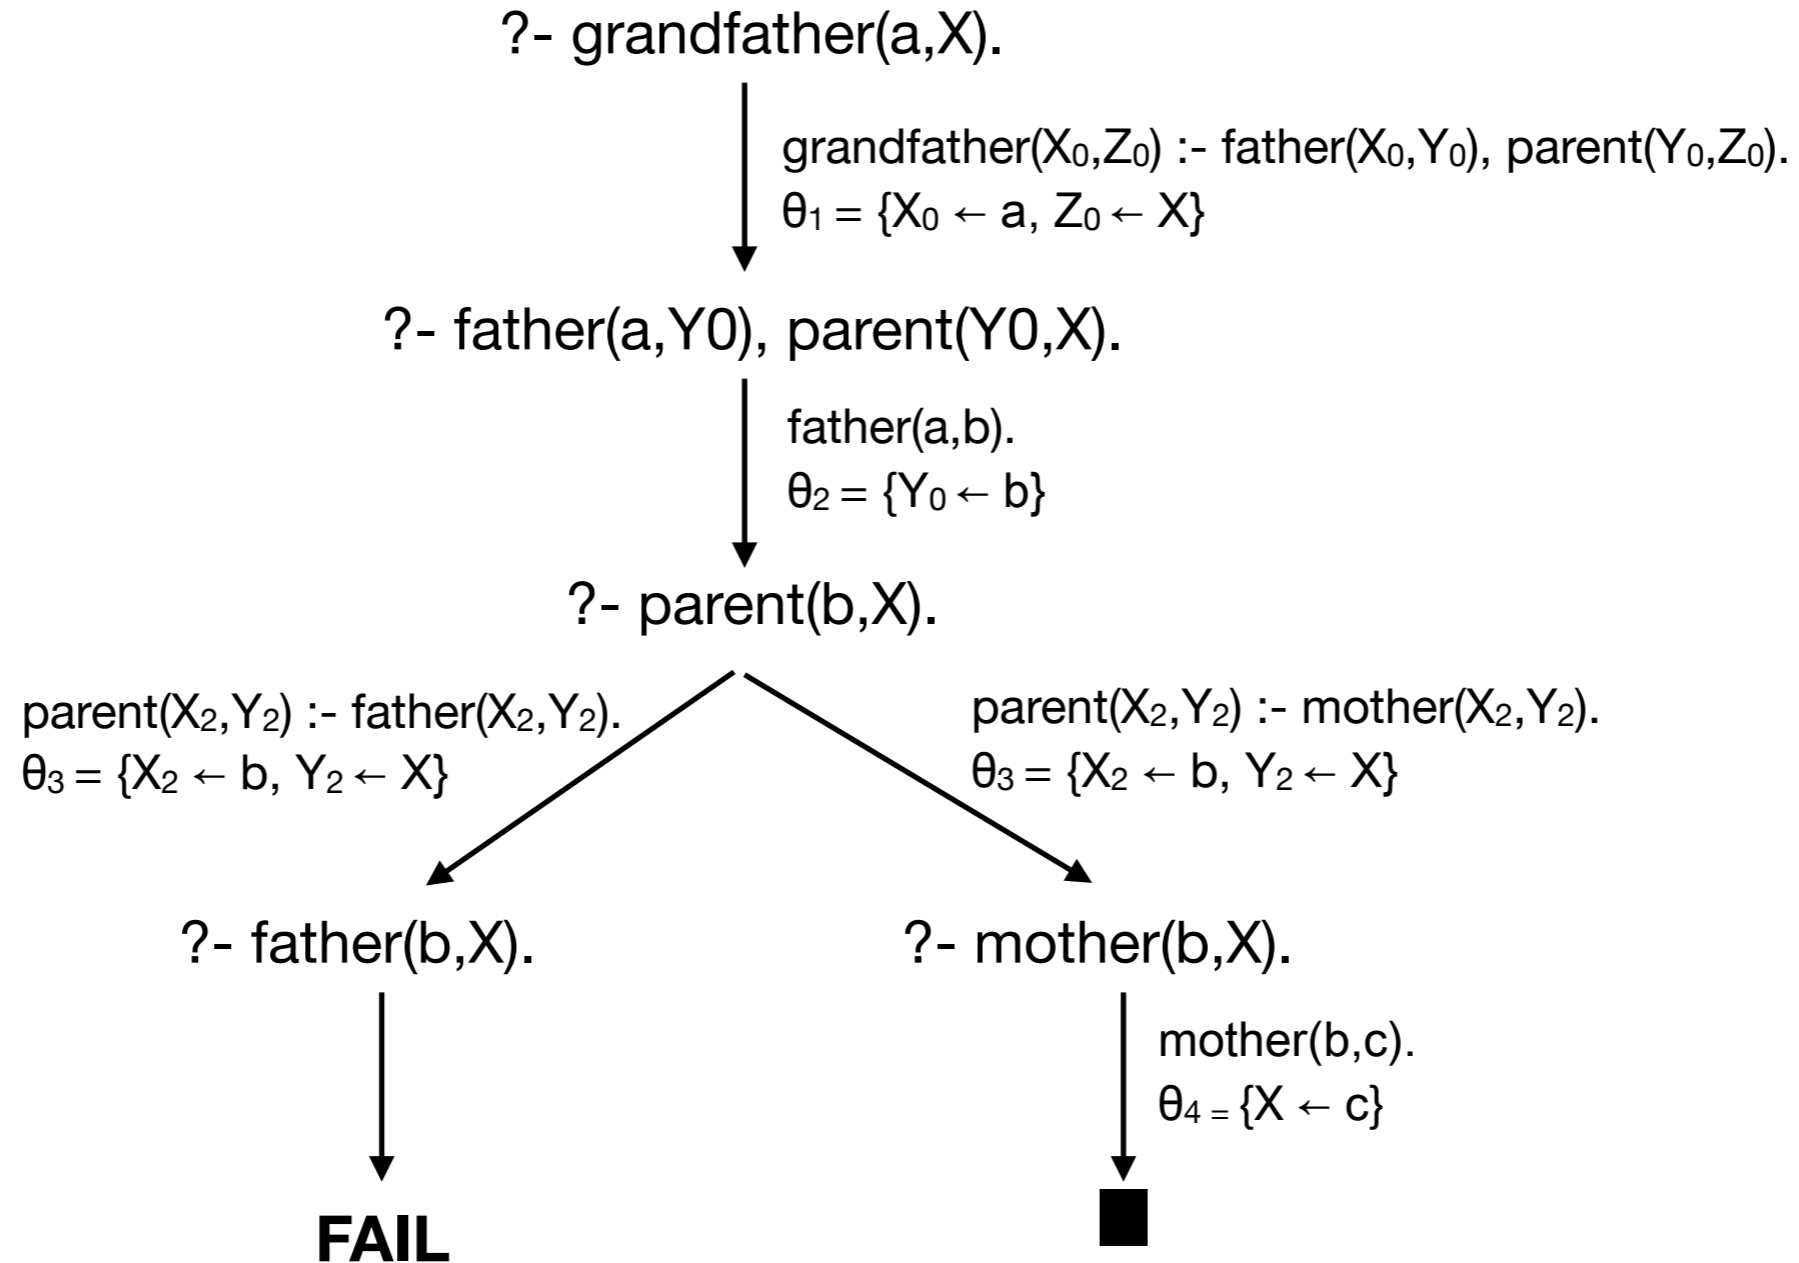 ?- grandfather(a,X).
grandfather(X₀,Z₀) :- father(X₀,Y₀), parent(Y₀,Z₀).
θ₁ = {X₀ ← a, Z₀ ← X}
?- father(a,Y0), parent(Y0,X).
father(a,b).
θ₂ = {Y₀ ← b}
?- parent(b,X).
parent(X₂,Y₂) :- father(X₂,Y₂).
θ₃ = {X₂ ← b, Y₂ ← X}
parent(X₂,Y₂) :- mother(X₂,Y₂).
θ₃ = {X₂ ← b, Y₂ ← X}
?- father(b,X).
?- mother(b,X).
mother(b,c).
θ₄ = {X ← c}
FAIL